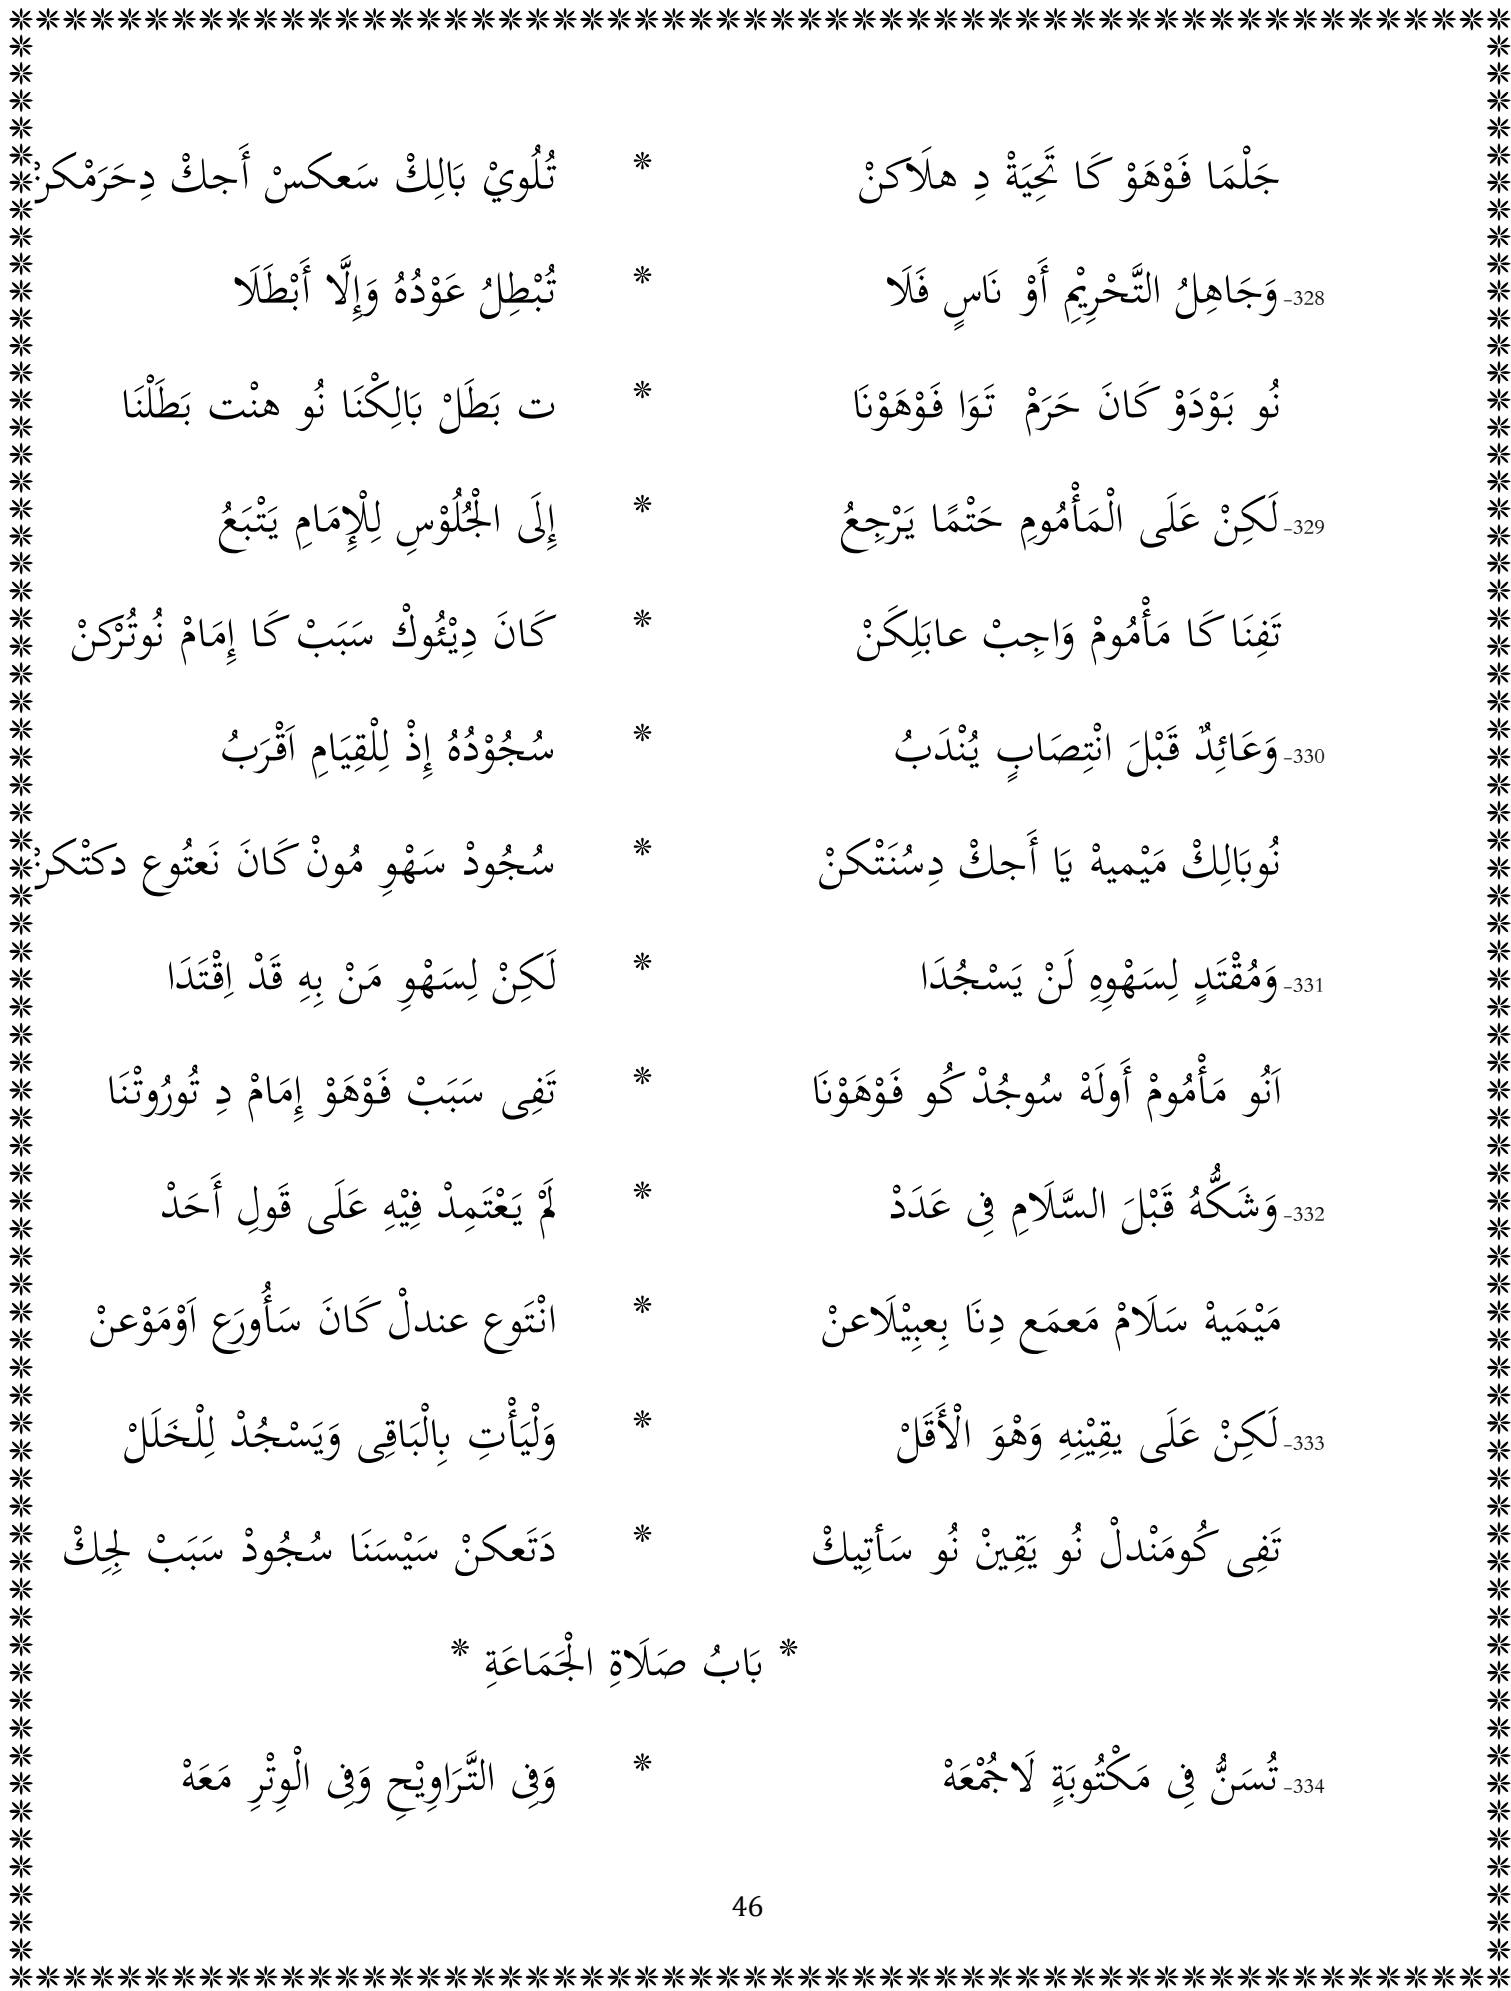 جَلْمَا فَوْهَوْ كَا تَحِيَةْ دِ هلَاكنْ * تُلُويْ بَالِكْ سَعكسْ أَجكْ دِحَرَمْكنْ
328- وَجَاهِلُ التَّحْرِيْمِ أَوْ نَاسٍ فَلَا * تُبْطِلُ عَوْدُهُ وَإِلَّا أَبْطَلَا
نُو بَوْدَوْ كَانَ حَرَمْ تَوَا فَوْهَوْنَا * ت بَطَلْ بَالِكْنَا نُو هنْت بَطَلْنَا
329- لَكِنْ عَلَى الْمَأْمُومِ حَتْمًا يَرْجِعُ * إِلَى الْجُلُوْسِ لِلْإِمَامِ يَتْبَعُ
تَفِنَا كَا مَأْمُومْ وَاجِبْ عابَلِكَنْ * كَانَ دِيْئُوكْ سَبَبْ كَا إِمَامْ نُوتُرْكنْ
330- وَعَائِدٌ قَبْلَ انْتِصَابٍ يُنْدَبُ * سُجُوْدُهُ إِذْ لِلْقِيَامِ اَقْرَبُ
نُوبَالِكْ مَيْميهْ يَا أَجكْ دِسُنَتْكنْ * سُجُودْ سَهْوِ مُونْ كَانَ نَعتُوع دكتْكنْ
331- وَمُقْتَدٍ لِسَهْوِهِ لَنْ يَسْجُدَا * لَكِنْ لِسَهْوِ مَنْ بِهِ قَدْ اِقْتَدَا
اَنُو مَأْمُومْ أَولَهْ سُوجُدْ كُو فَوْهَوْنَا * تَفِى سَبَبْ فَوْهَوْ إِمَامْ دِ تُورُوتْنَا
332- وَشَكُّهُ قَبْلَ السَّلَامِ فِى عَدَدْ * لَمْ يَعْتَمِدْ فِيْهِ عَلَى قَولِ أَحَدْ
مَيْمَيهْ سَلَامْ مَعمَع دِنَا بِعبِيْلَاعنْ * انْتَوع عندلْ كَانَ سَأُورَع اَوْمَوْعنْ
333- لَكِنْ عَلَى يقِيْنِهِ وَهْوَ الْأَقَلْ * وَلْيَأْتِ بِالْبَاقِى وَيَسْجُدْ لِلْخَلَلْ
تَفِى كُومَنْدلْ نُو يَقِينْ نُو سَأتِيكْ * دَتَعكنْ سَيْسَنَا سُجُودْ سَبَبْ لَجِكْ
* بَابُ صَلَاةِ الْجَمَاعَةِ *
334- تُسَنُّ فِى مَكْتُوبَةٍ لَاجُمْعَهْ * وَفِى التَّرَاوِيْحِ وَفِى الْوِتْرِ مَعَهْ
46